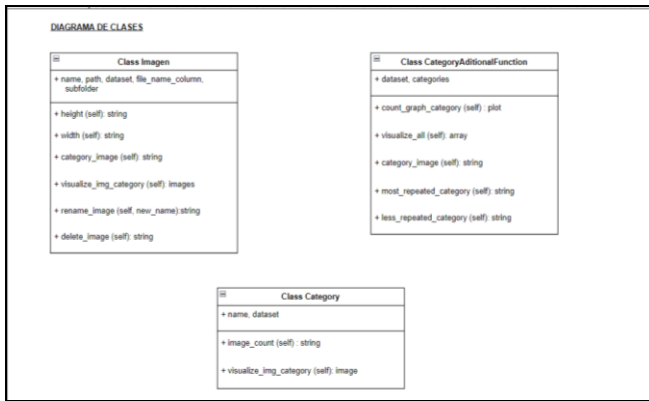 DIAGRAMA DE CLASES
Class Imagen
+ name, path, dataset, file_name_column,
subfolder
+ height (self): string
+ width (self): string
+ category_image (self): string
+ visualize_img_category (self): images
+ rename_image (self, new_name):string
+ delete_image (self): string
Class CategoryAditionalFunction
+ dataset, categories
+ count_graph_category (self) : plot
+ visualize_all (self): array
+ category_image (self): string
+ most_repeated_category (self): string
+ less_repeated_category (self): string
Class Category
+ name, dataset
+ image_count (self) : string
+ visualize_img_category (self): image